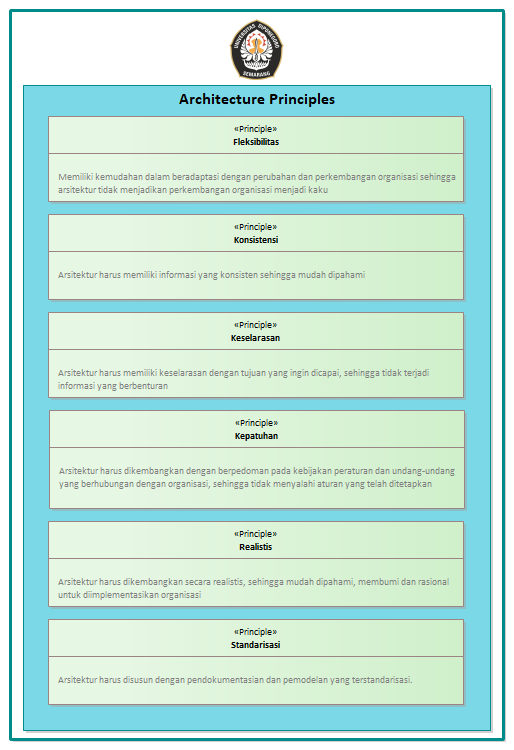 UNIVERSITAS DIPONEGORO
SEMARANG
Architecture Principles
«Principle»
Fleksibilitas
Memiliki kemudahan dalam beradaptasi dengan perubahan dan perkembangan organisasi sehingga
arsitektur tidak menjadikan perkembangan organisasi menjadi kaku
«Principle»
Konsistensi
Arsitektur harus memiliki informasi yang konsisten sehingga mudah dipahami
«Principle»
Keselarasan
Arsitektur harus memiliki keselarasan dengan tujuan yang ingin dicapai, sehingga tidak terjadi
informasi yang berbenturan
«Principle»
Kepatuhan
Arsitektur harus dikembangkan dengan berpedoman pada kebijakan peraturan dan undang-undang
yang berhubungan dengan organisasi, sehingga tidak menyalahi aturan yang telah ditetapkan
«Principle»
Realistis
Arsitektur harus dikembangkan secara realistis, sehingga mudah dipahami, membumi dan rasional
untuk diimplementasikan organisasi
«Principle»
Standarisasi
Arsitektur harus disusun dengan pendokumentasian dan pemodelan yang terstandarisasi.